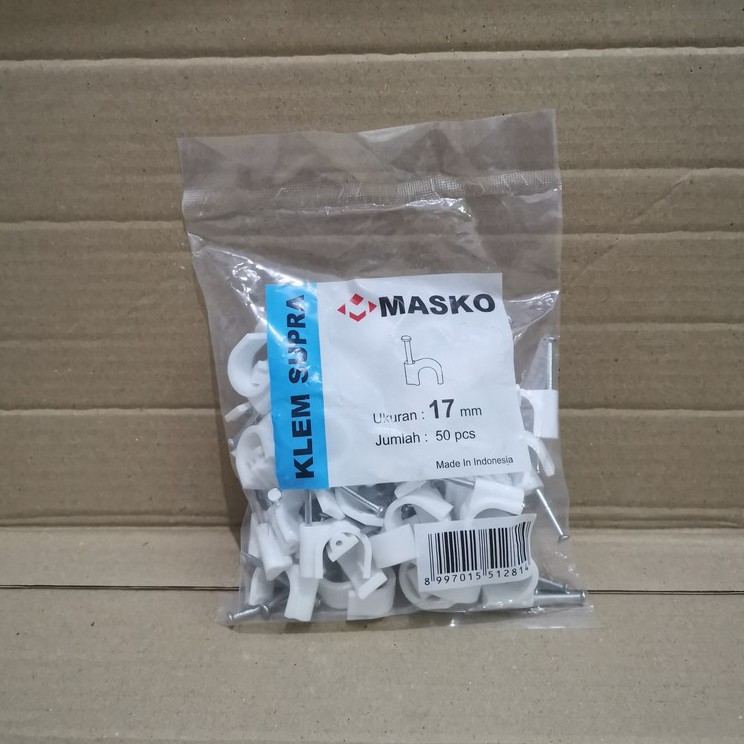 KLEM SUPRA
MASKO
Ukuran : 17 mm
Jumlah : 50 pcs
Made In Indonesia
8 997015 512814